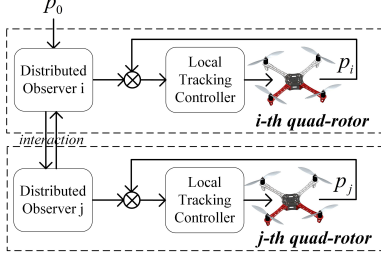 p0
Distributed
Observer i
Local
Tracking
Controller
pi
i-th quad-rotor
interaction
Distributed
Observer j
Local
Tracking
Controller
pj
j-th quad-rotor